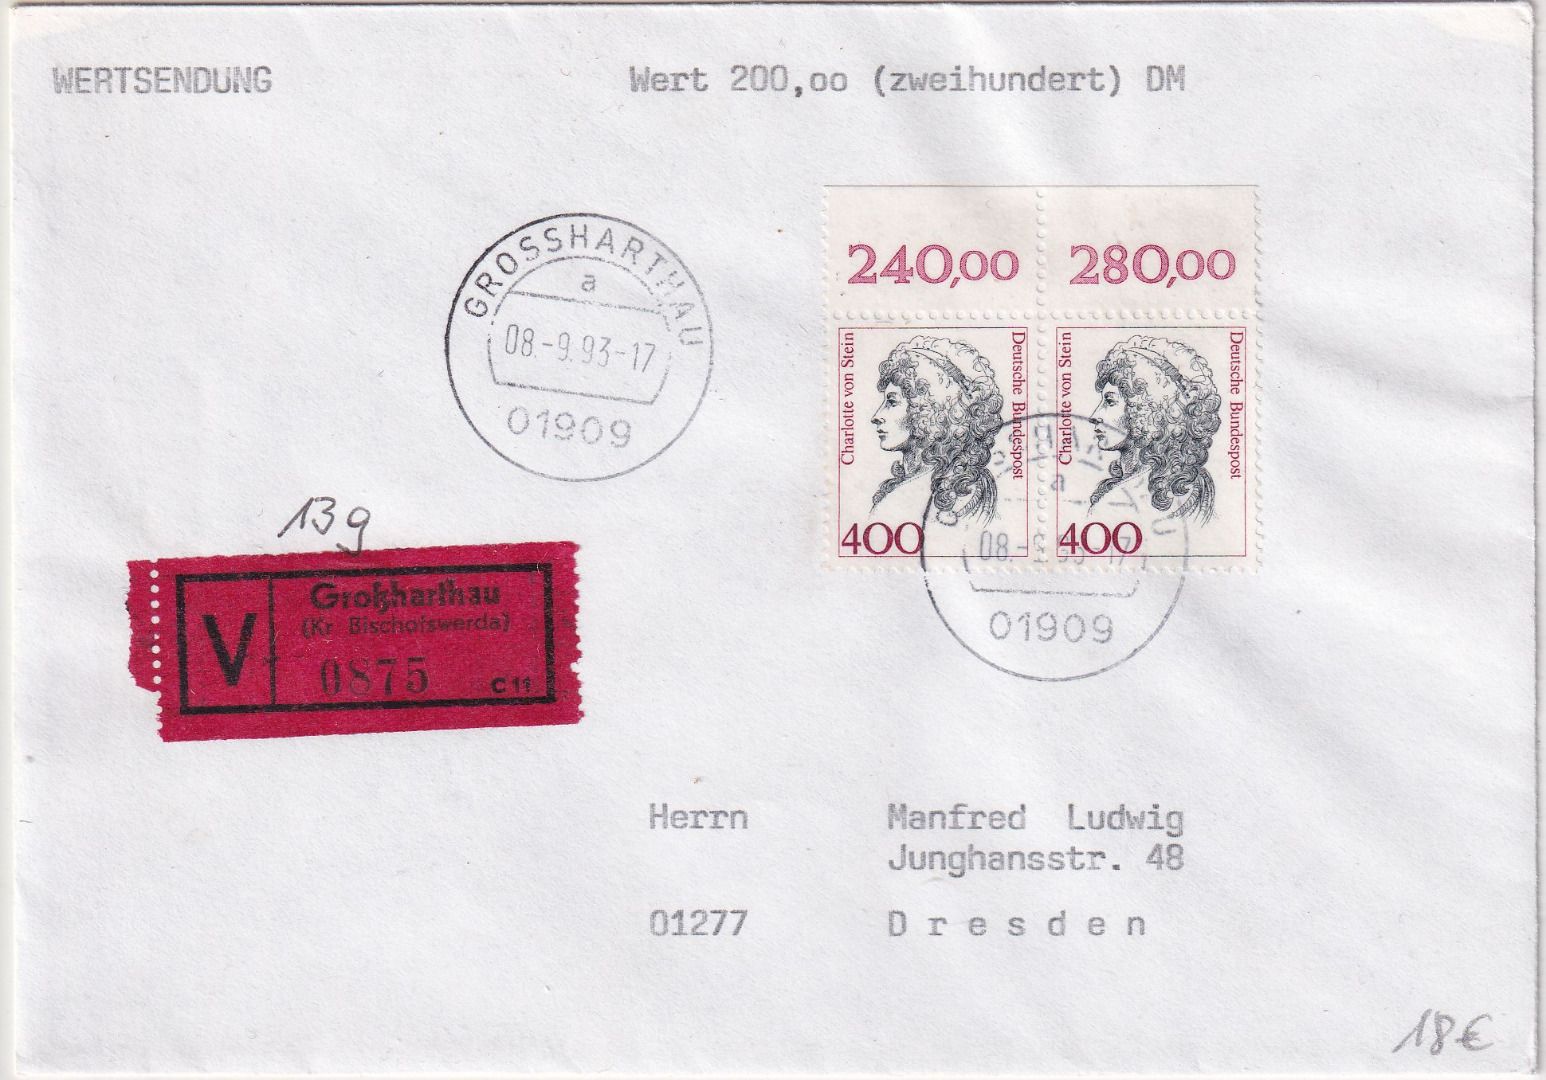 WERTSENDUNG Wert 200,oo (zweihundert) DM
240,00 280,00
GROSSHARTHAU
a
08.-9.93-17
01909
Charlotte von Stein
Deutsche Bundespost
400
Charlotte von Stein
Deutsche Bundespost
400
a
01909
13 g
V
Großharthau
(Kr Bischofswerda)
0875
C 11
Herrn Manfred Ludwig
Junghansstr. 48
01277 Dresden
18€